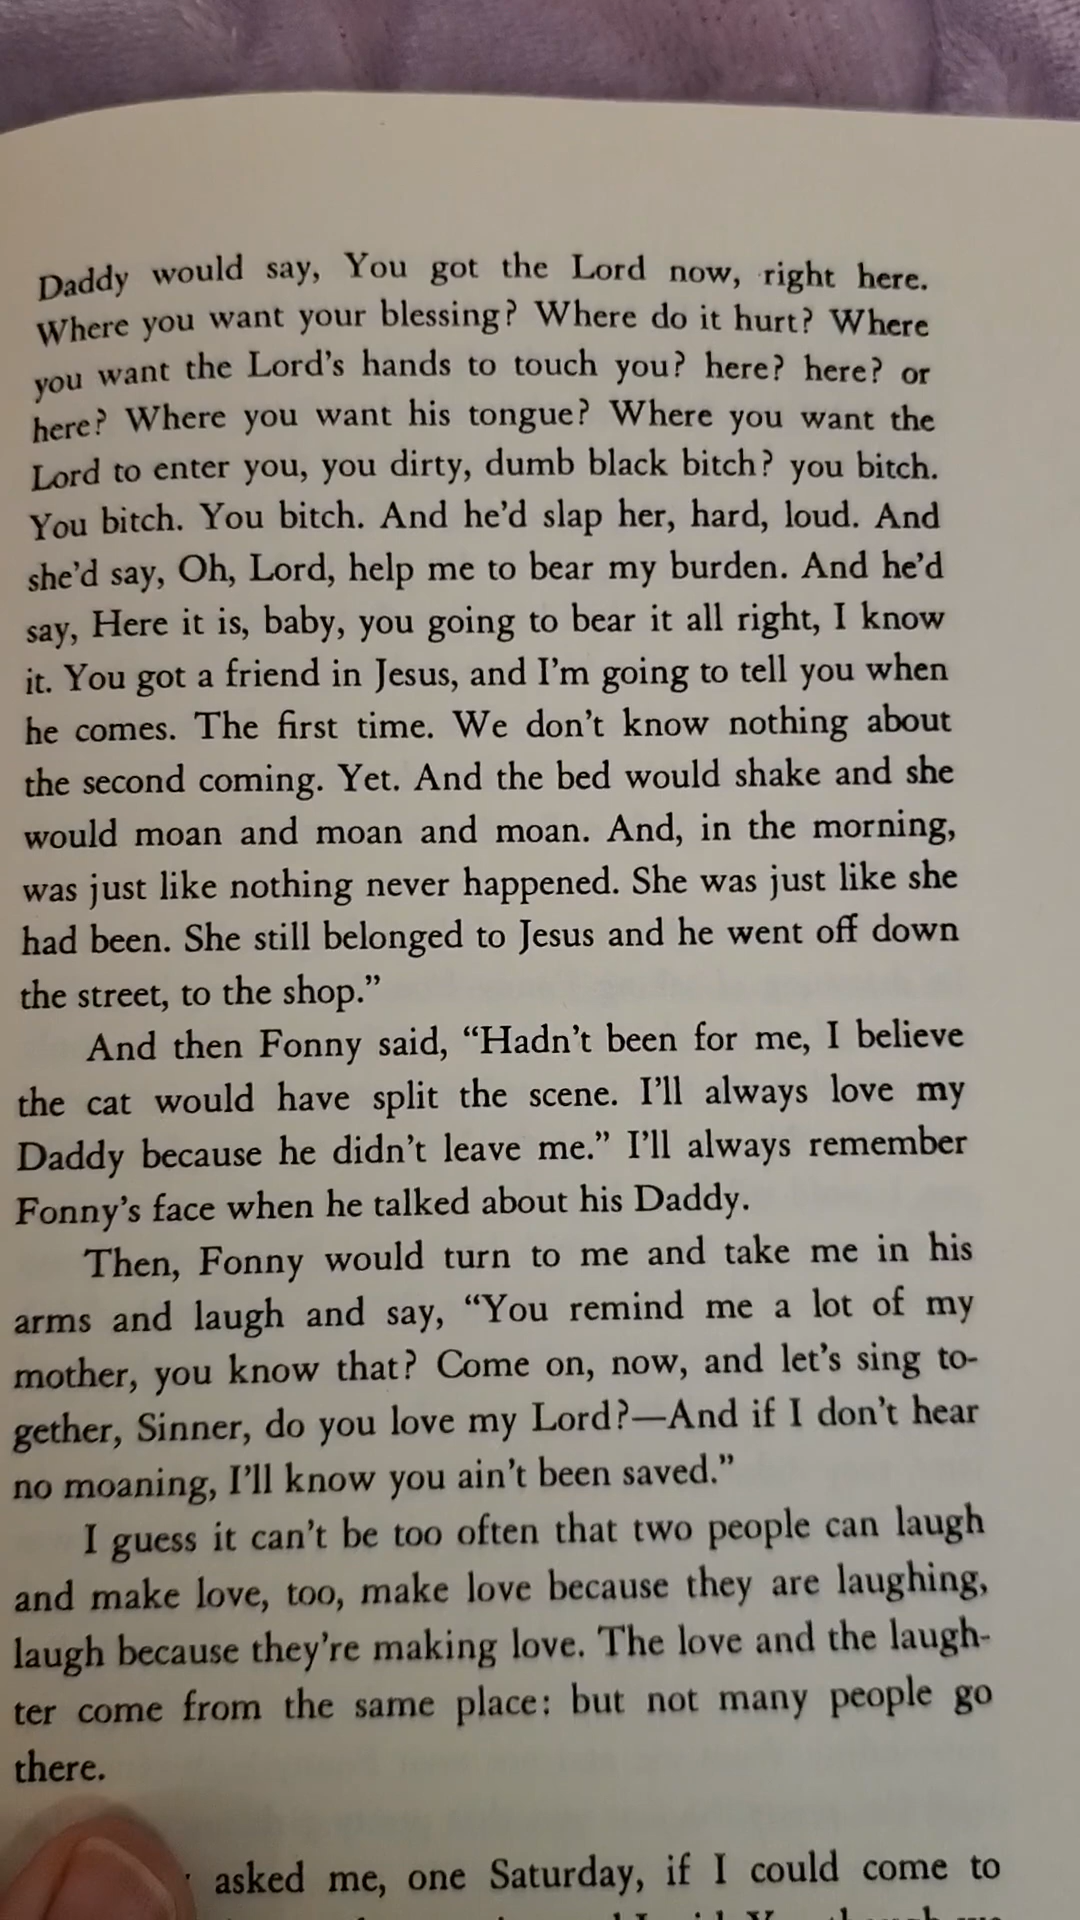 Daddy would say, You got the Lord now, right here.
Where you want your blessing? Where do it hurt? Where
you want the Lord's hands to touch you? here? here? or
here? Where you want his tongue? Where you want the
Lord to enter you, you dirty, dumb black bitch? you bitch.
You bitch. You bitch. And he'd slap her, hard, loud. And
she'd say, Oh, Lord, help me to bear my burden. And he'd
say, Here it is, baby, you going to bear it all right, I know
it. You got a friend in Jesus, and I'm going to tell you when
he comes. The first time. We don't know nothing about
the second coming. Yet. And the bed would shake and she
would moan and moan and moan. And, in the morning,
was just like nothing never happened. She was just like she
had been. She still belonged to Jesus and he went off down
the street, to the shop.”
And then Fonny said, “Hadn't been for me, I believe
the cat would have split the scene. I'll always love my
Daddy because he didn't leave me.” I'll always remember
Fonny's face when he talked about his Daddy.
Then, Fonny would turn to me and take me in his
arms and laugh and say, “You remind me a lot of my
mother, you know that? Come on, now, and let's sing to-
gether, Sinner, do you love my Lord?—And if I don't hear
no moaning, I'll know you ain't been saved.”
I guess it can't be too often that two people can laugh
and make love, too, make love because they are laughing,
laugh because they're making love. The love and the laugh-
ter come from the same place: but not many people go
there.
asked me, one Saturday, if I could come to